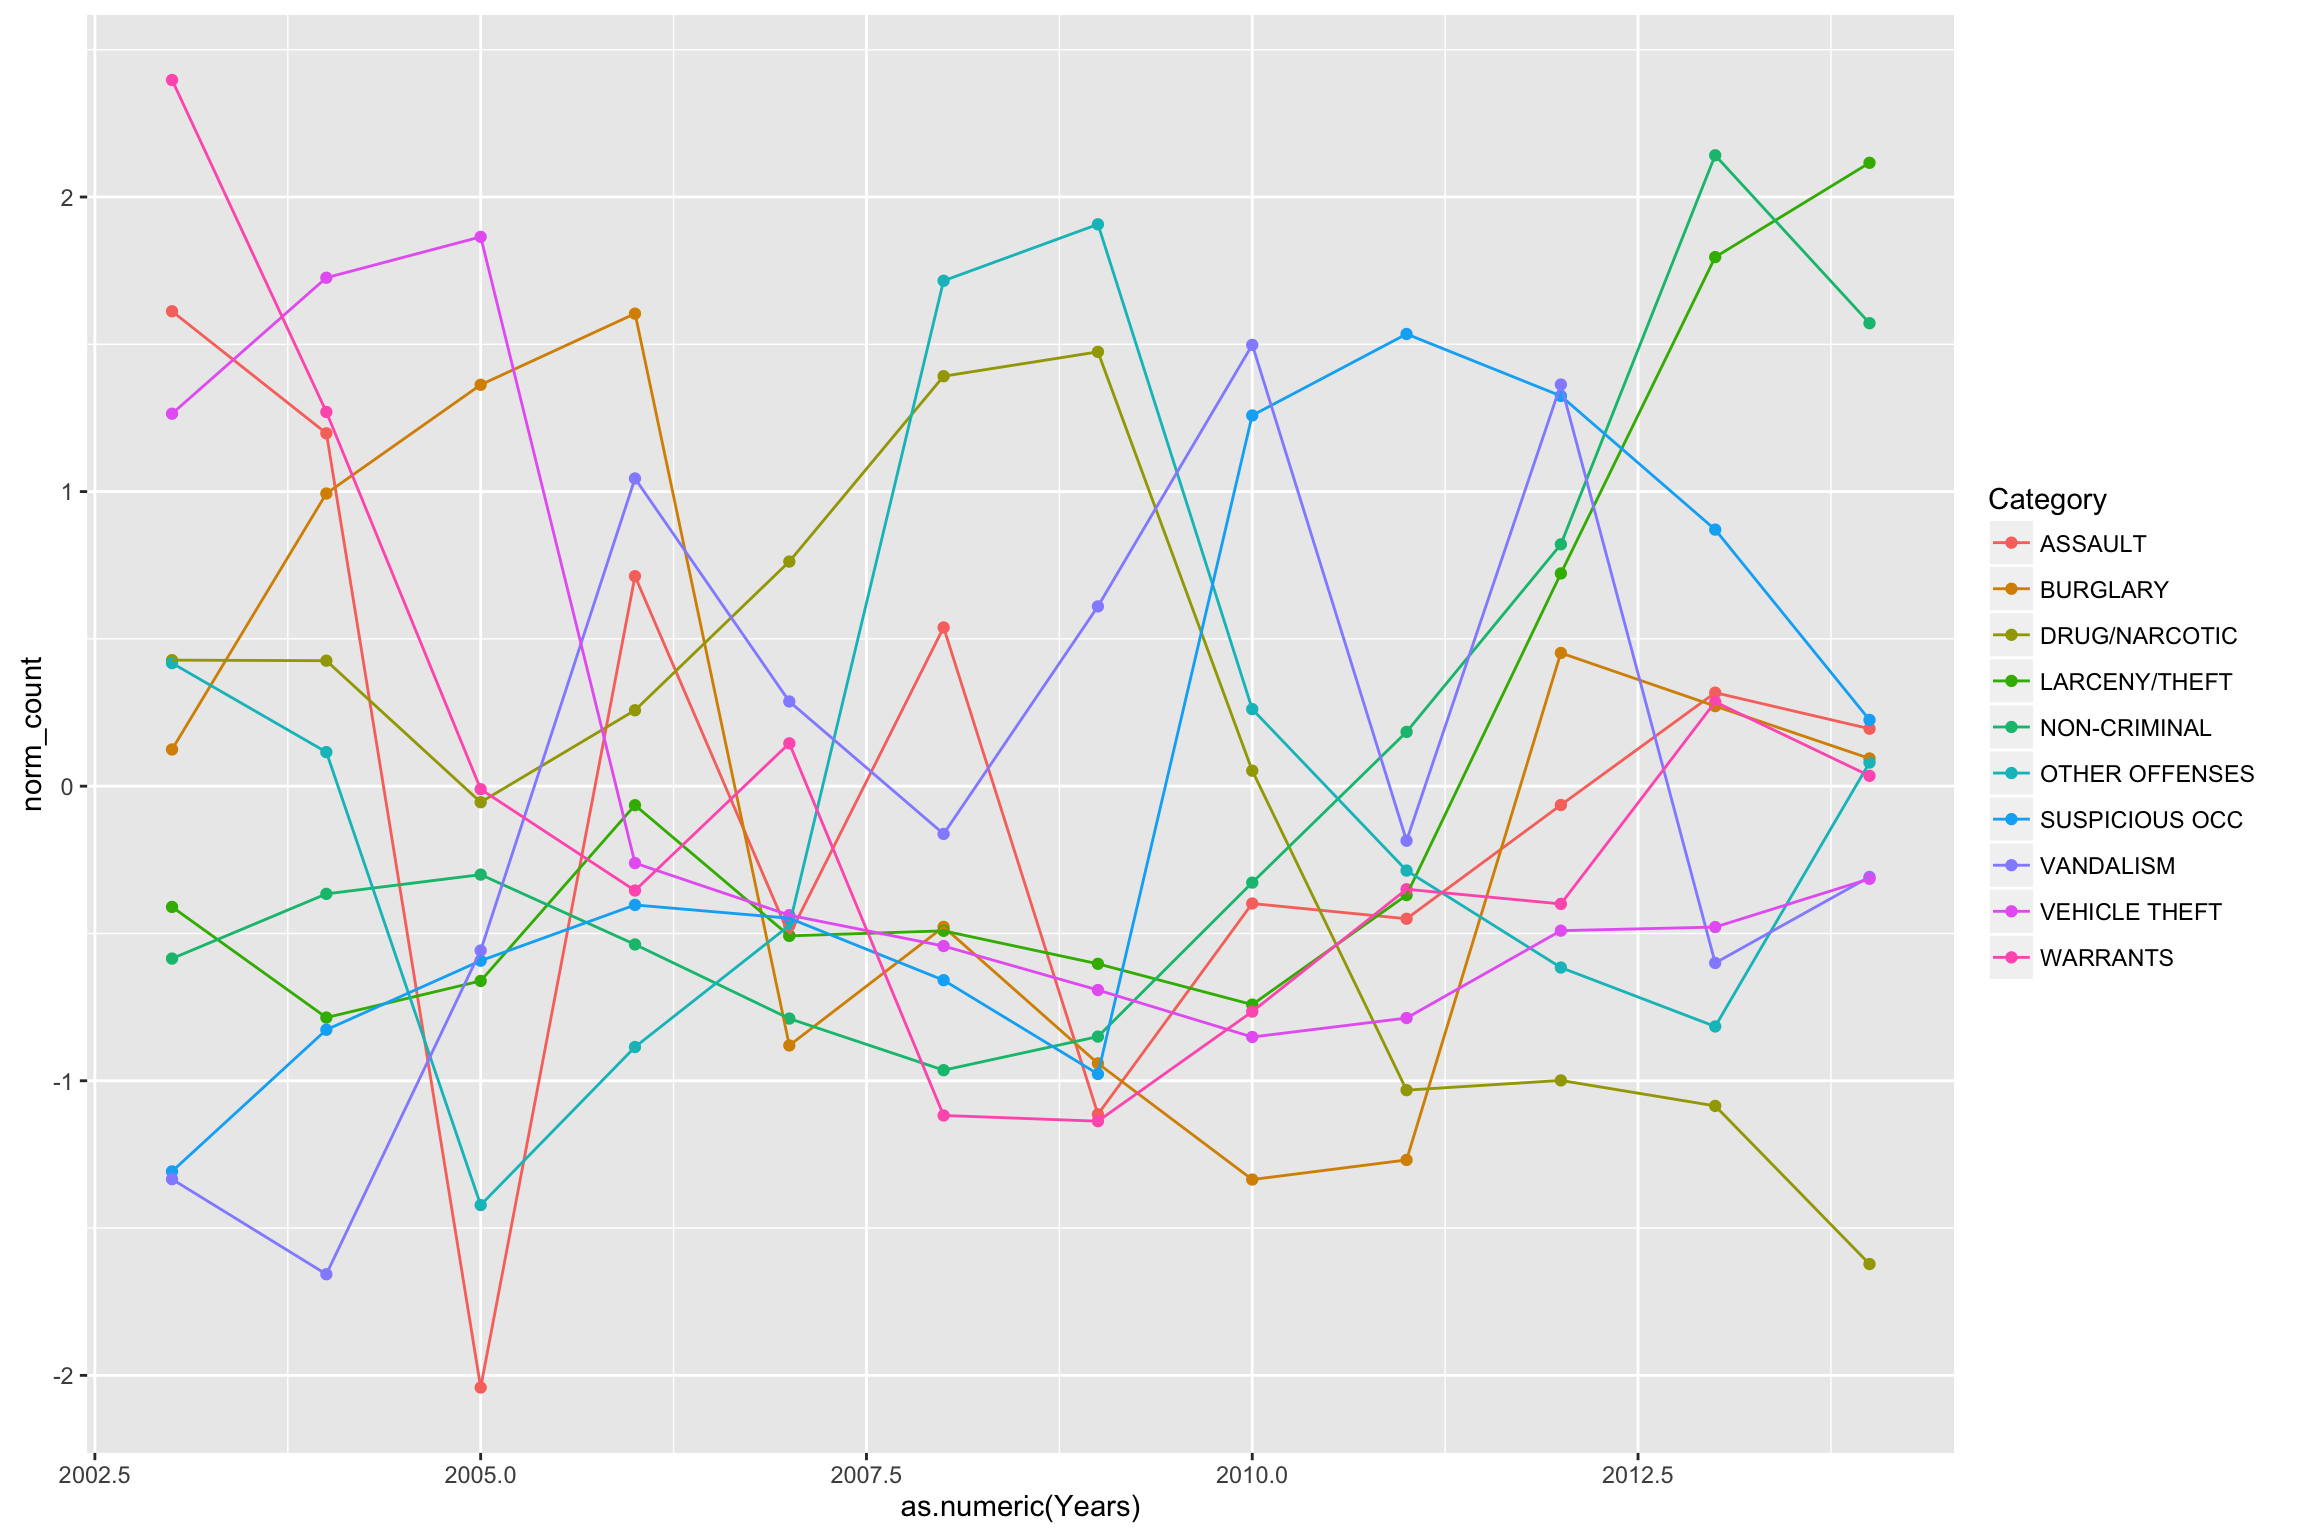 norm_count
2
1
0
-1
-2
2002.5
2005.0
2007.5
2010.0
2012.5
as.numeric(Years)
Category
ASSAULT
BURGLARY
DRUG/NARCOTIC
LARCENY/THEFT
NON-CRIMINAL
OTHER OFFENSES
SUSPICIOUS OCC
VANDALISM
VEHICLE THEFT
WARRANTS